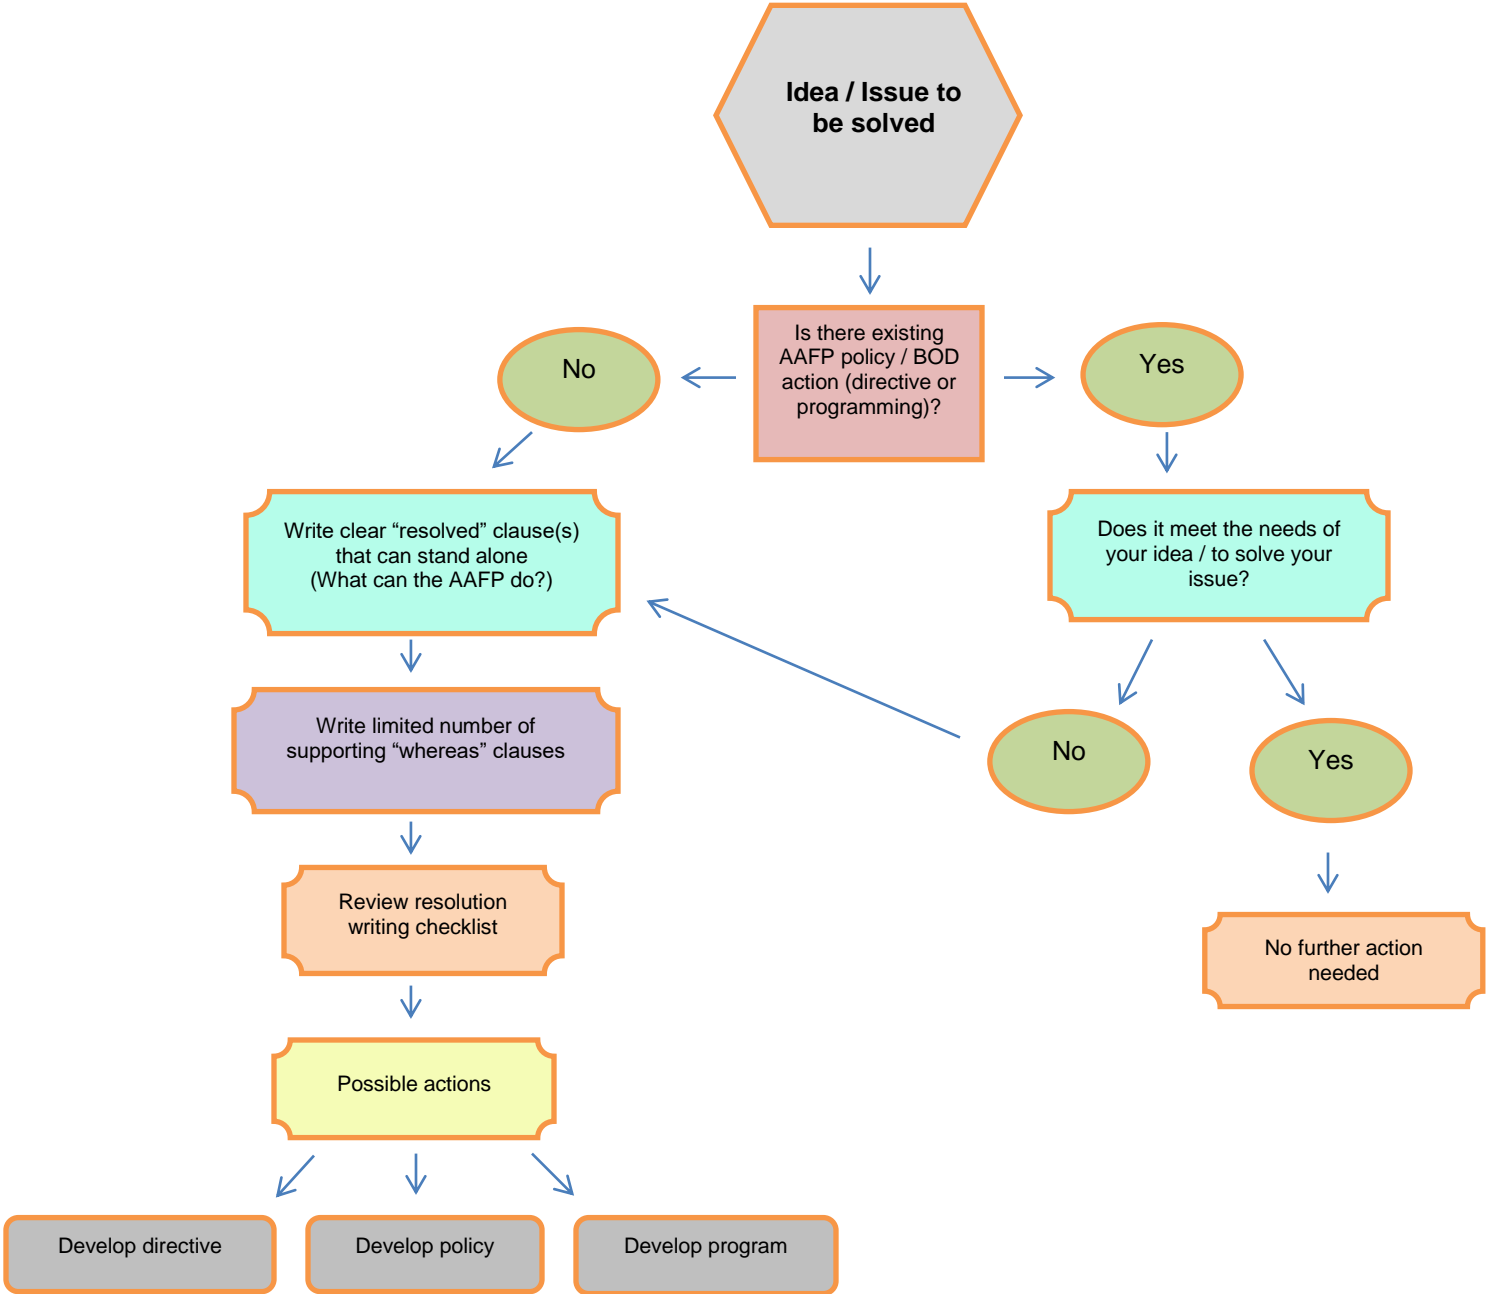 Idea / Issue to
be solved
Is there existing
AAFP policy / BOD
action (directive or
programming)?
No
Yes
Write clear “resolved” clause(s)
that can stand alone
(What can the AAFP do?)
Does it meet the needs of
your idea / to solve your
issue?
Write limited number of
supporting “whereas” clauses
No
Yes
Review resolution
writing checklist
No further action
needed
Possible actions
Develop directive
Develop policy
Develop program